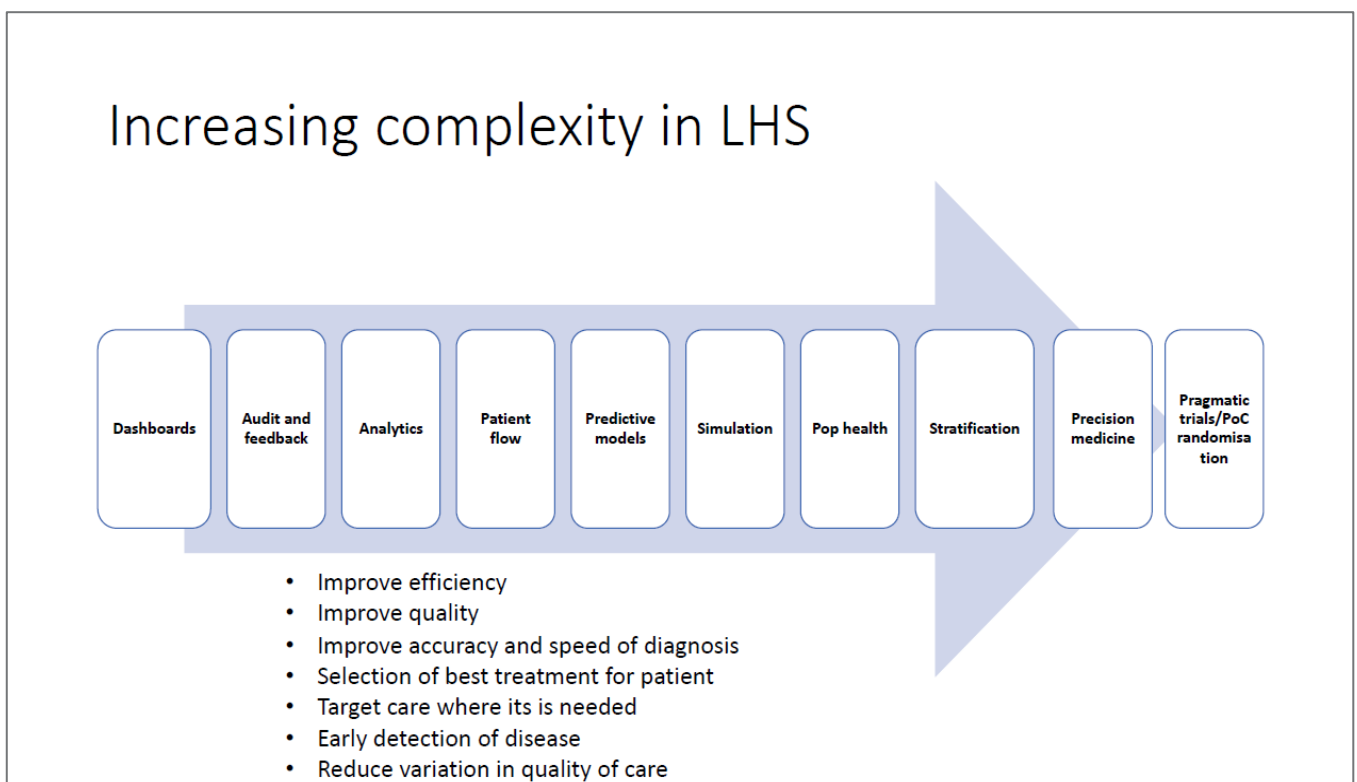 Increasing complexity in LHS
Dashboards
Audit and
feedback
Analytics
Patient
flow
Predictive
models
Simulation
Pop health
Stratification
Precision
medicine
Pragmatic
trials/PoC
randomisa
tion
• Improve efficiency
• Improve quality
• Improve accuracy and speed of diagnosis
• Selection of best treatment for patient
• Target care where its is needed
• Early detection of disease
• Reduce variation in quality of care